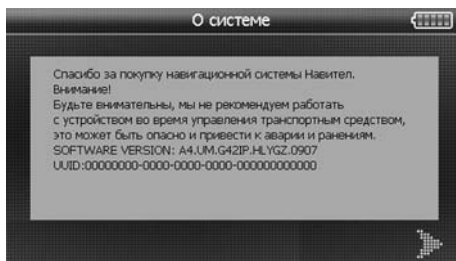 О системе
Спасибо за покупку навигационной системы Навител.
Внимание!
Будьте внимательны, мы не рекомендуем работать
с устройством во время управления транспортным средством,
это может быть опасно и привести к аварии и ранениям.
SOFTWARE VERSION: A4.UM.G42IP.HLYGZ.0907
UUID:00000000-0000-0000-0000-000000000000